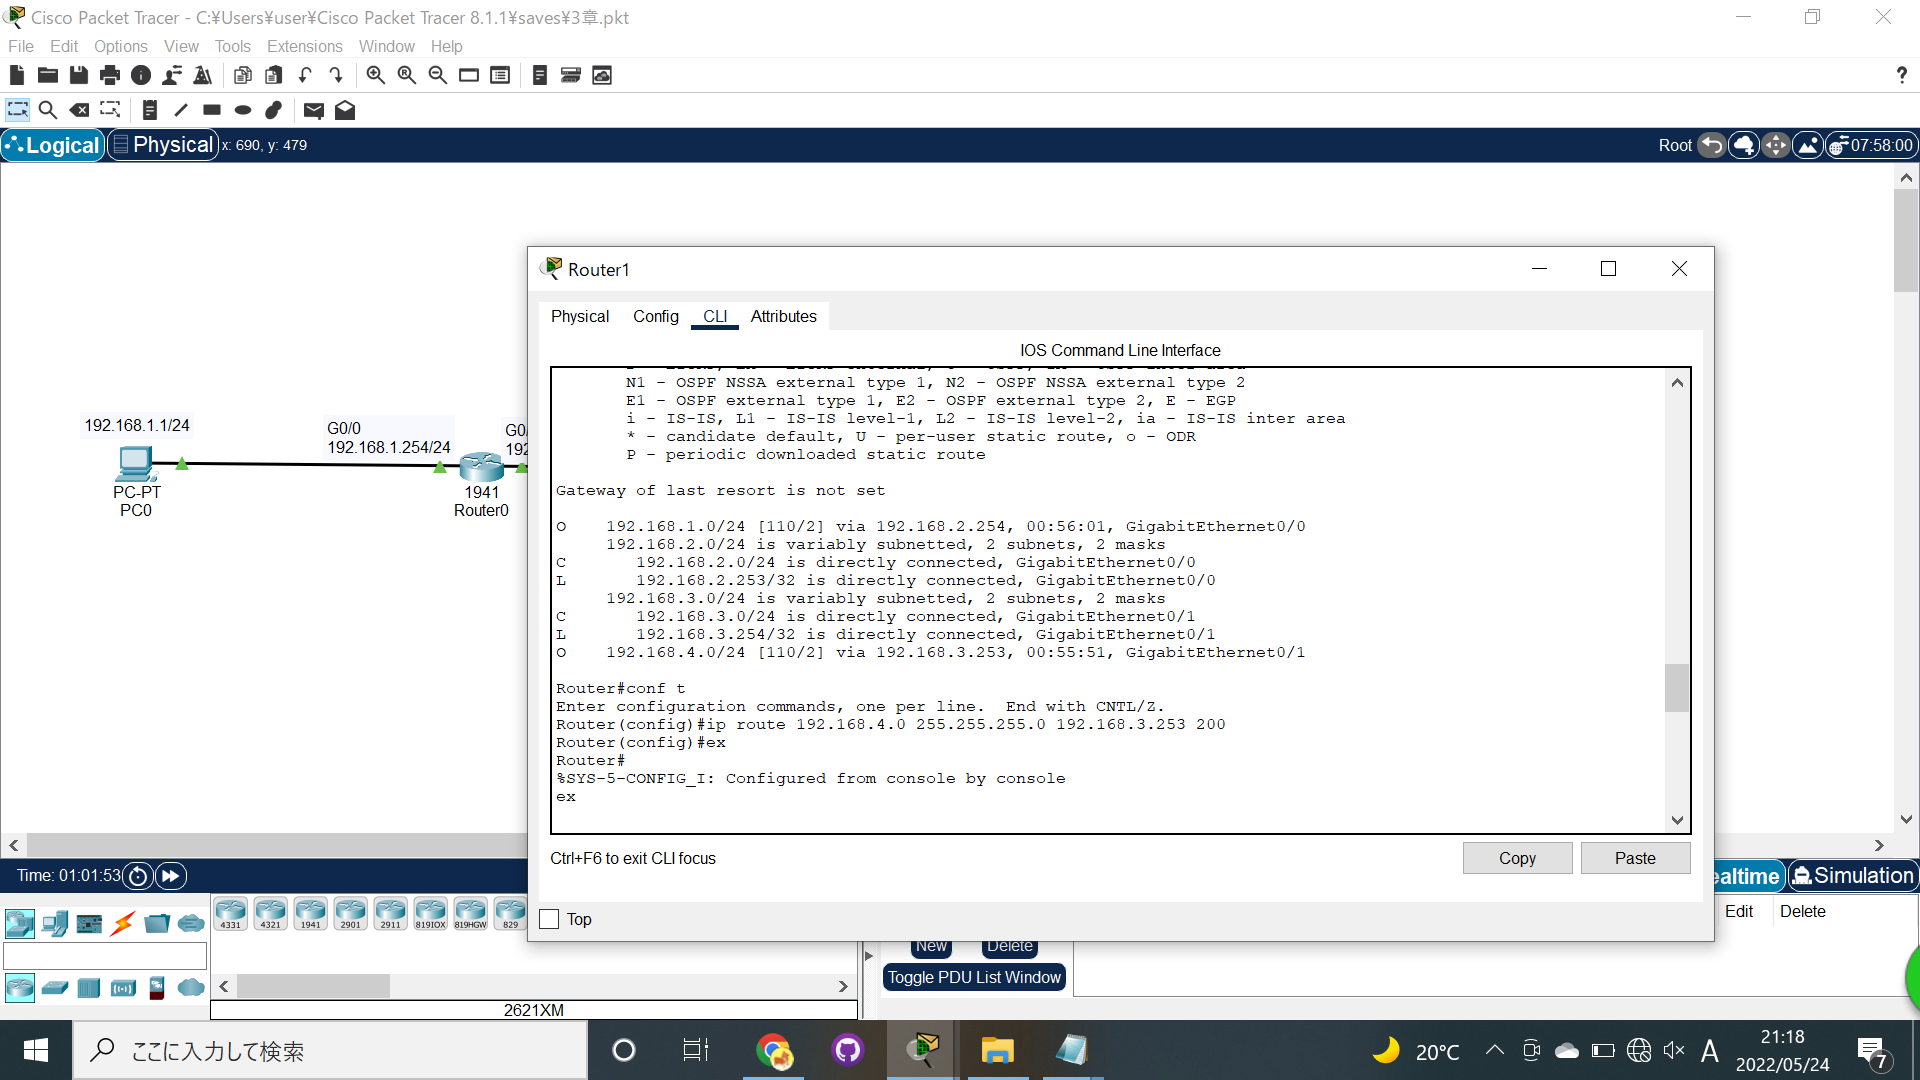 Cisco Packet Tracer - C:¥Users¥user¥Cisco Packet Tracer 8.1.1¥saves¥3章.pkt
File Edit Options View Tools Extensions Window Help
?
Logical Physical x: 690, y: 479 Root 07:58:00
Router1
Physical Config CLI Attributes
IOS Command Line Interface
N1 - OSPF NSSA external type 1, N2 - OSPF NSSA external type 2
E1 - OSPF external type 1, E2 - OSPF external type 2, E - EGP
i - IS-IS, L1 - IS-IS level-1, L2 - IS-IS level-2, ia - IS-IS inter area
* - candidate default, U - per-user static route, o - ODR
P - periodic downloaded static route
Gateway of last resort is not set
O 192.168.1.0/24 [110/2] via 192.168.2.254, 00:56:01, GigabitEthernet0/0
192.168.2.0/24 is variably subnetted, 2 subnets, 2 masks
C 192.168.2.0/24 is directly connected, GigabitEthernet0/0
L 192.168.2.253/32 is directly connected, GigabitEthernet0/0
192.168.3.0/24 is variably subnetted, 2 subnets, 2 masks
C 192.168.3.0/24 is directly connected, GigabitEthernet0/1
L 192.168.3.254/32 is directly connected, GigabitEthernet0/1
O 192.168.4.0/24 [110/2] via 192.168.3.253, 00:55:51, GigabitEthernet0/1
Router#conf t
Enter configuration commands, one per line. End with CNTL/Z.
Router(config)#ip route 192.168.4.0 255.255.255.0 192.168.3.253 200
Router(config)#ex
Router#
%SYS-5-CONFIG_I: Configured from console by console
ex
Ctrl+F6 to exit CLI focus
Copy Paste
Top
192.168.1.1/24
PC-PT
PC0
G0/0
192.168.1.254/24
G0/
192
1941
Router0
Time: 01:01:53
ealtime Simulation
4331 4321 1941 2901 2911 819IOX 819HGW 829
2621XM
New Delete
Toggle PDU List Window
Edit Delete
ここに入力して検索
20°C
A
21:18
2022/05/24
7